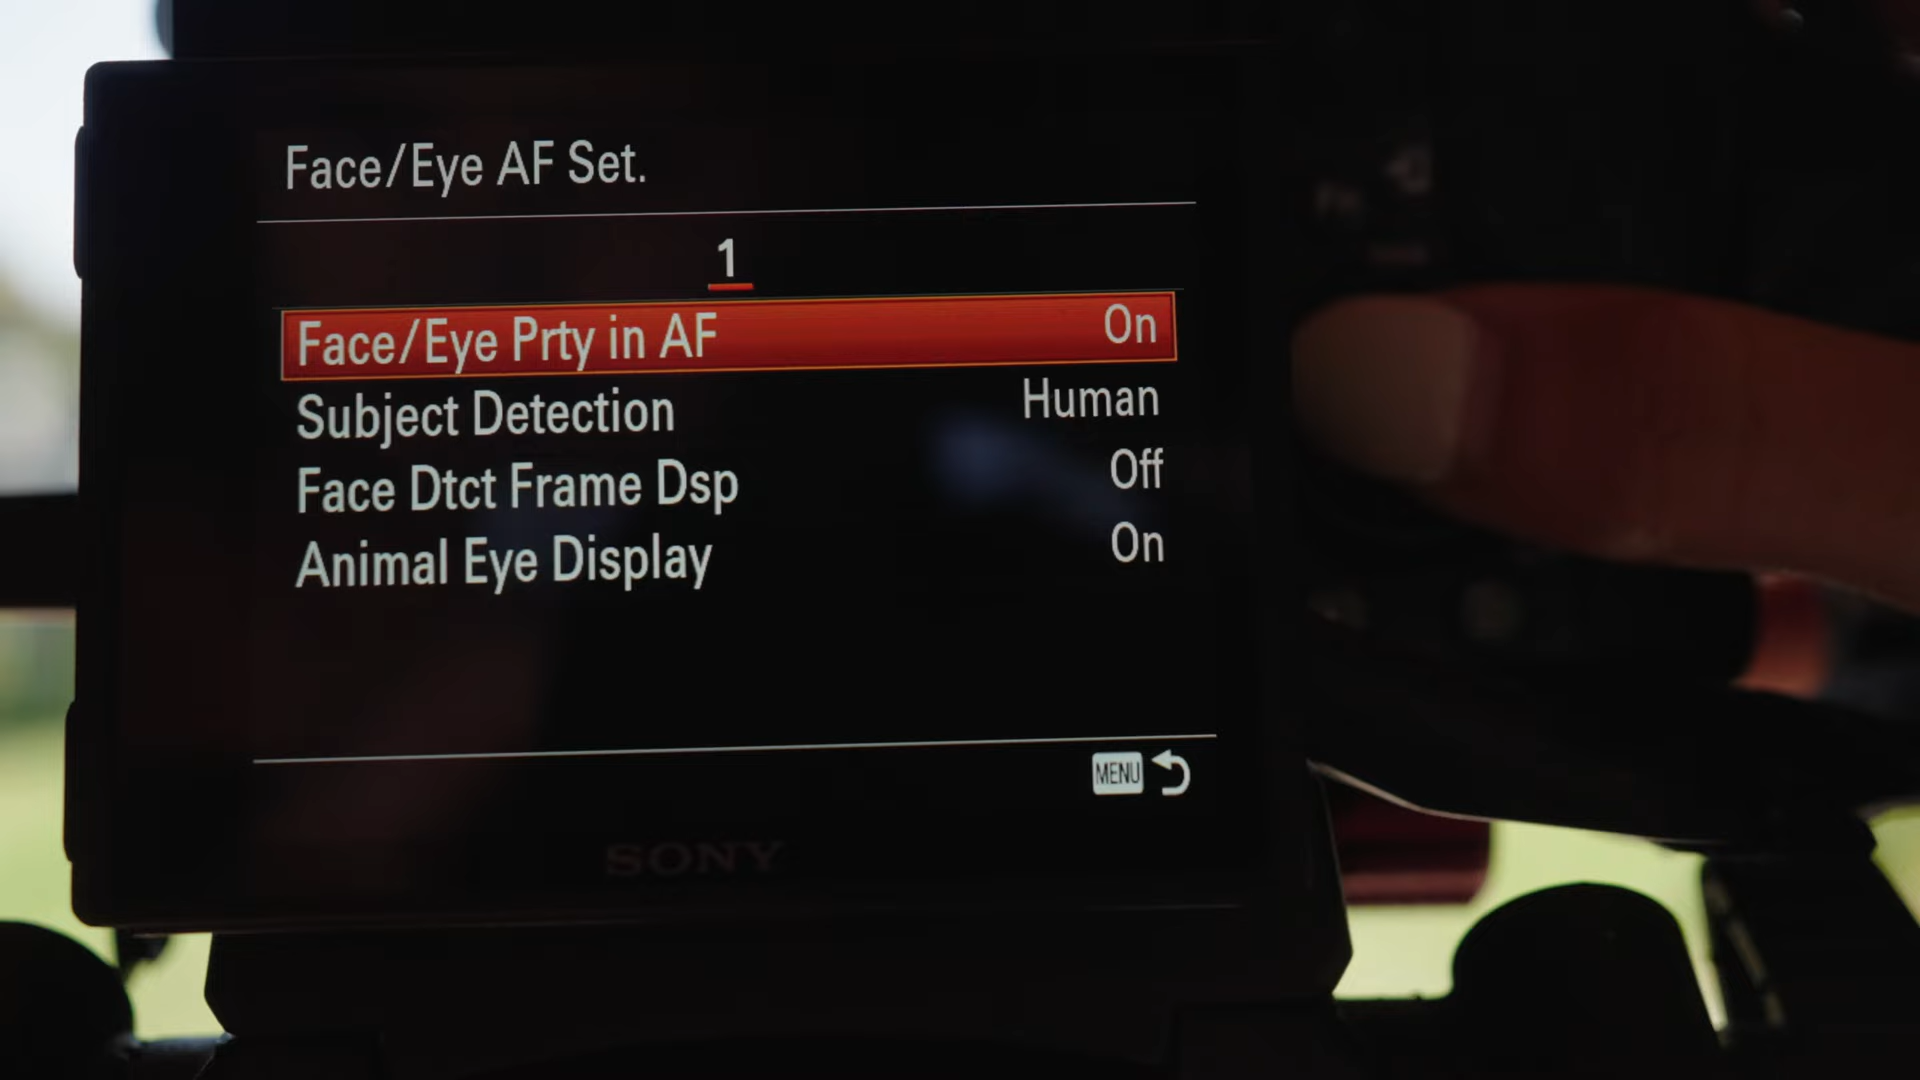 Face/Eye AF Set.
1
Face/Eye Prty in AF On
Subject Detection Human
Face Dtct Frame Dsp Off
Animal Eye Display On
MENU
SONY
Fn